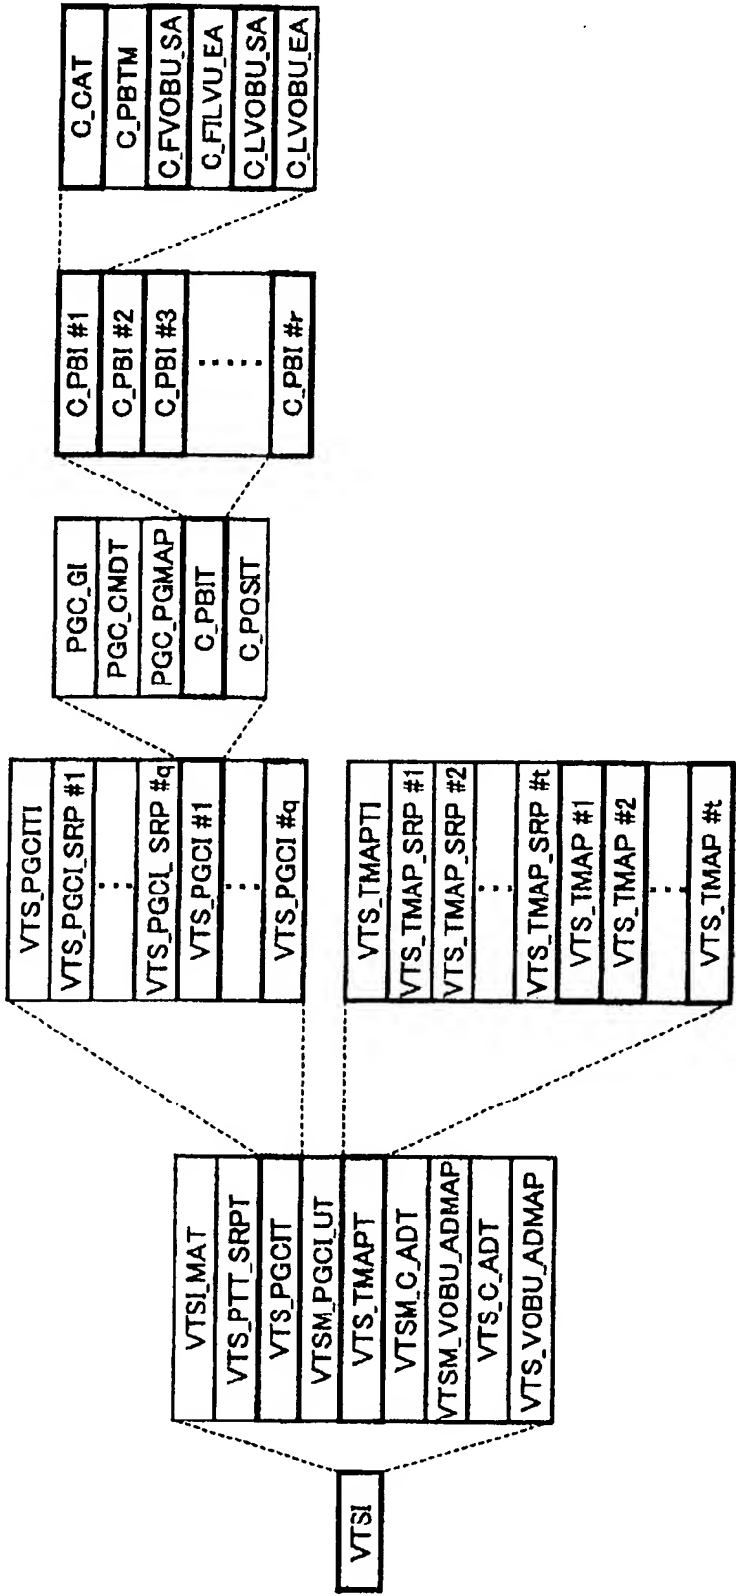 VTSI
VTSI_MAT
VTS_PTT_SRPT
VTS_PGCIT
VTSM_PGCI_UT
VTS_TMAPT
VTSM_C_ADT
VTSM_VOBU_ADMAP
VTS_C_ADT
VTS_VOBU_ADMAP
VTS_PGCITI
VTS_PGCI_SRP #1
.....
VTS_PGCI_ SRP #q
VTS_PGCI #1
.....
VTS_PGCI #q
VTS_TMAPTI
VTS_TMAP_SRP #1
VTS_TMAP_SRP #2
.....
VTS_TMAP_SRP #t
VTS_TMAP #1
VTS_TMAP #2
.....
VTS_TMAP #t
PGC_GI
PGC_CMDT
PGC_PGMAP
C_PBIT
C_POSIT
C_PBI #1
C_PBI #2
C_PBI #3
......
C_PBI #r
C_CAT
C_PBTM
C_FVOBU_SA
C_FILVU_EA
C_LVOBU_SA
C_LVOBU_EA